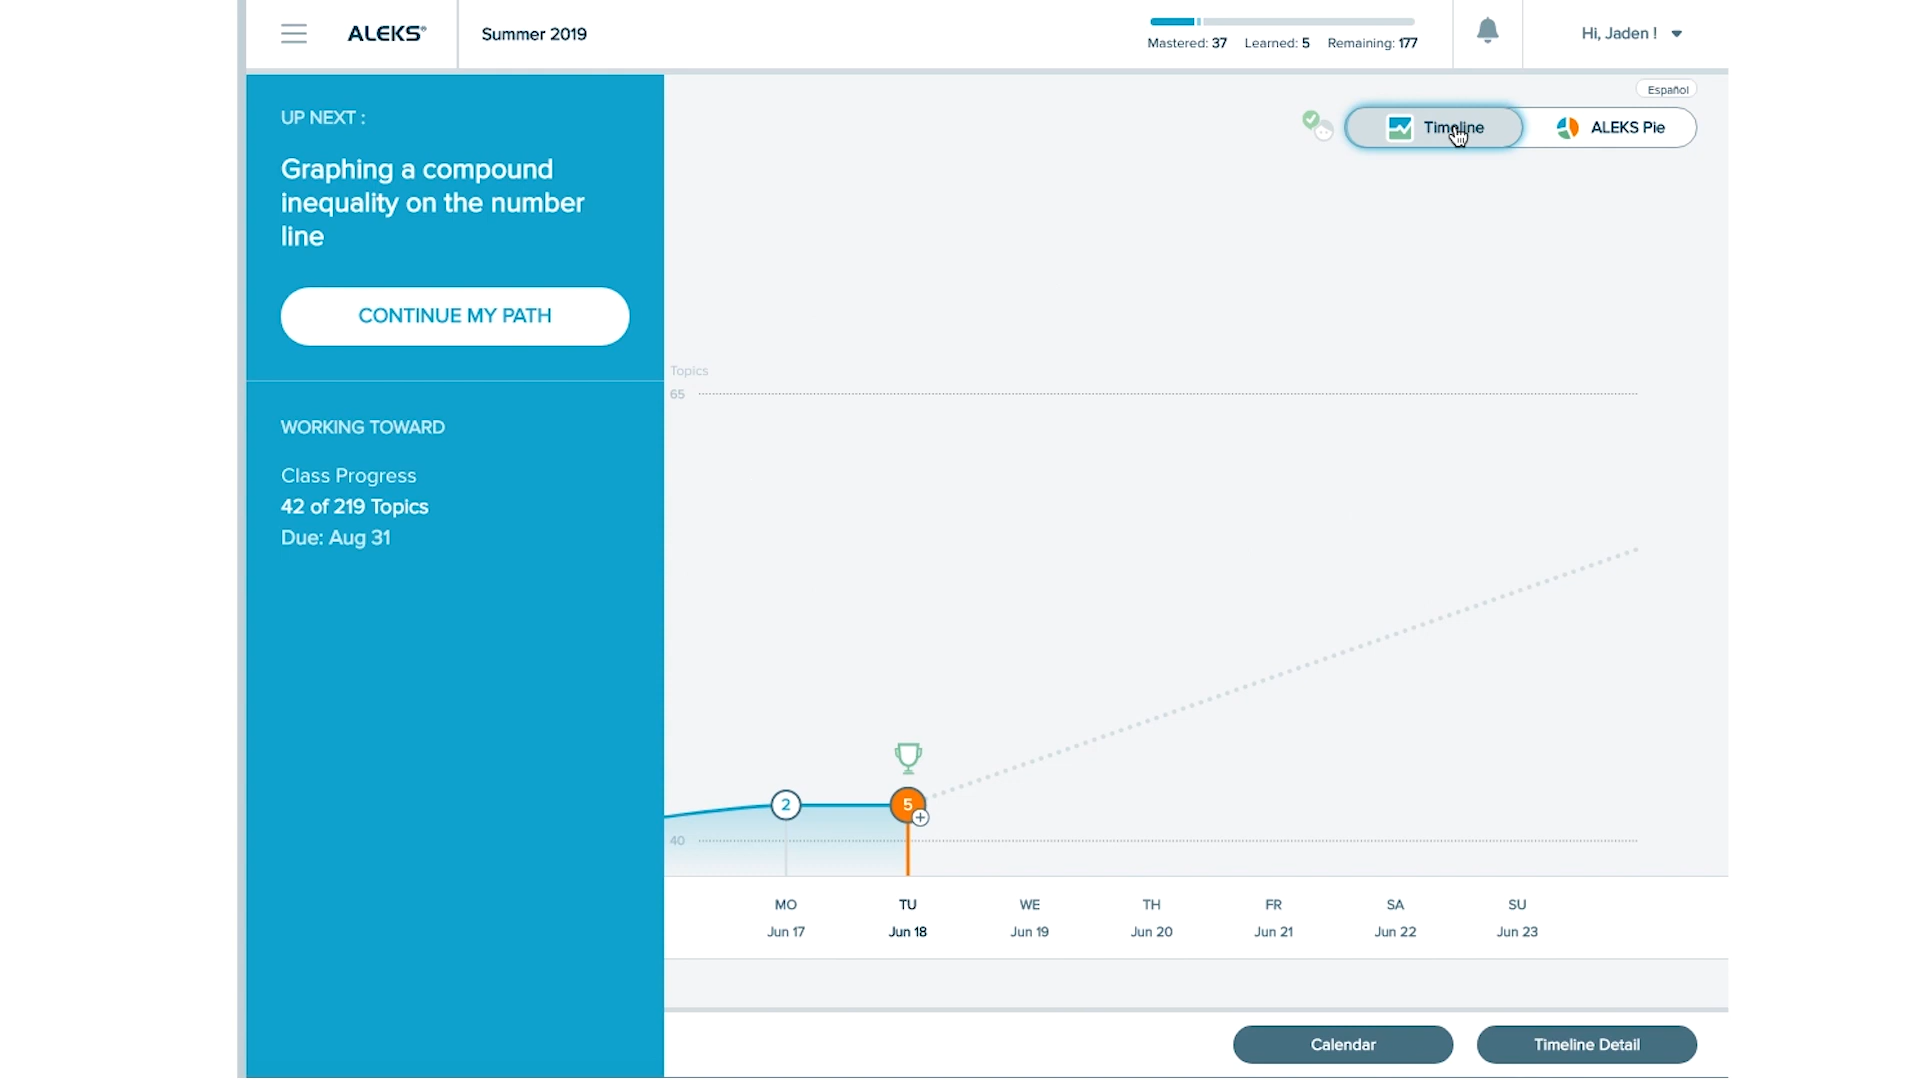 ALEKS®
Summer 2019
Mastered: 37 Learned: 5 Remaining: 177
Hi, Jaden !
Español
Timeline
ALEKS Pie
UP NEXT :
Graphing a compound
inequality on the number
line
CONTINUE MY PATH
WORKING TOWARD
Class Progress
42 of 219 Topics
Due: Aug 31
Topics
65
2
5
40
MO TU WE TH FR SA SU
Jun 17 Jun 18 Jun 19 Jun 20 Jun 21 Jun 22 Jun 23
Calendar
Timeline Detail